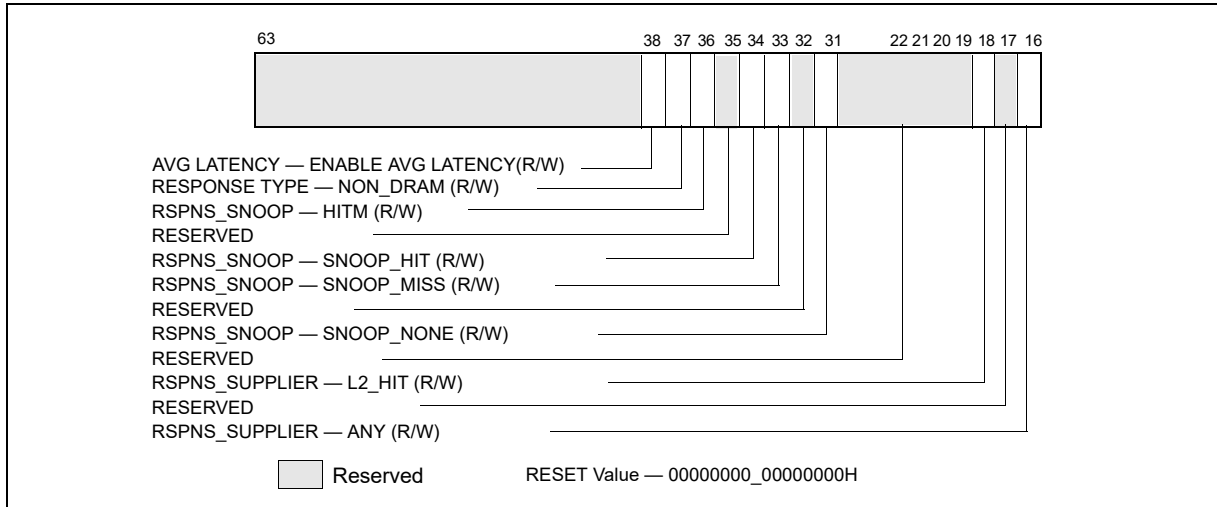 63 38 37 36 35 34 33 32 31 22 21 20 19 18 17 16
AVG LATENCY — ENABLE AVG LATENCY(R/W)
RESPONSE TYPE — NON_DRAM (R/W)
RSPNS_SNOOP — HITM (R/W)
RESERVED
RSPNS_SNOOP — SNOOP_HIT (R/W)
RSPNS_SNOOP — SNOOP_MISS (R/W)
RESERVED
RSPNS_SNOOP — SNOOP_NONE (R/W)
RESERVED
RSPNS_SUPPLIER — L2_HIT (R/W)
RESERVED
RSPNS_SUPPLIER — ANY (R/W)
Reserved RESET Value — 00000000_00000000H